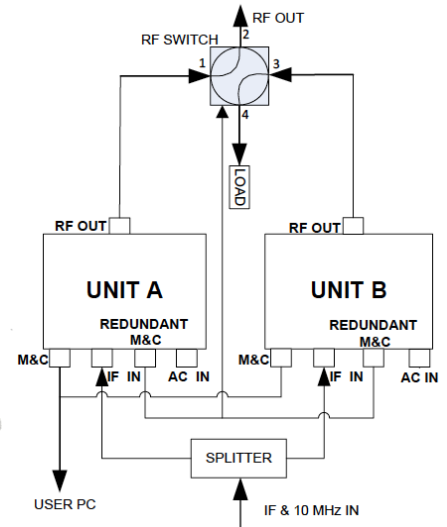 RF OUT
RF SWITCH
2
1
3
4
LOAD
RF OUT
RF OUT
UNIT A
UNIT B
REDUNDANT
M&C
REDUNDANT
M&C
M&C
IF IN
AC IN
M&C
IF IN
AC IN
SPLITTER
USER PC
IF & 10 MHz IN